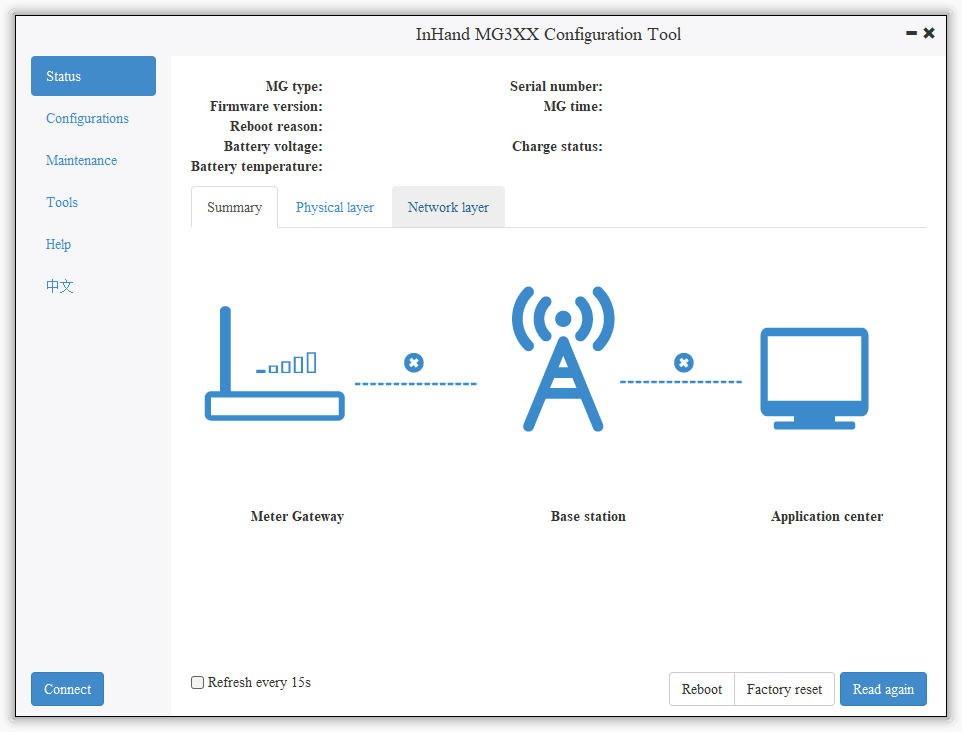 InHand MG3XX Configuration Tool
Status
Configurations
Maintenance
Tools
Help
中文
Connect
MG type:
Serial number:
Firmware version:
MG time:
Reboot reason:
Battery voltage:
Charge status:
Battery temperature:
Summary
Physical layer
Network layer
Meter Gateway
Base station
Application center
Refresh every 15s
Reboot
Factory reset
Read again